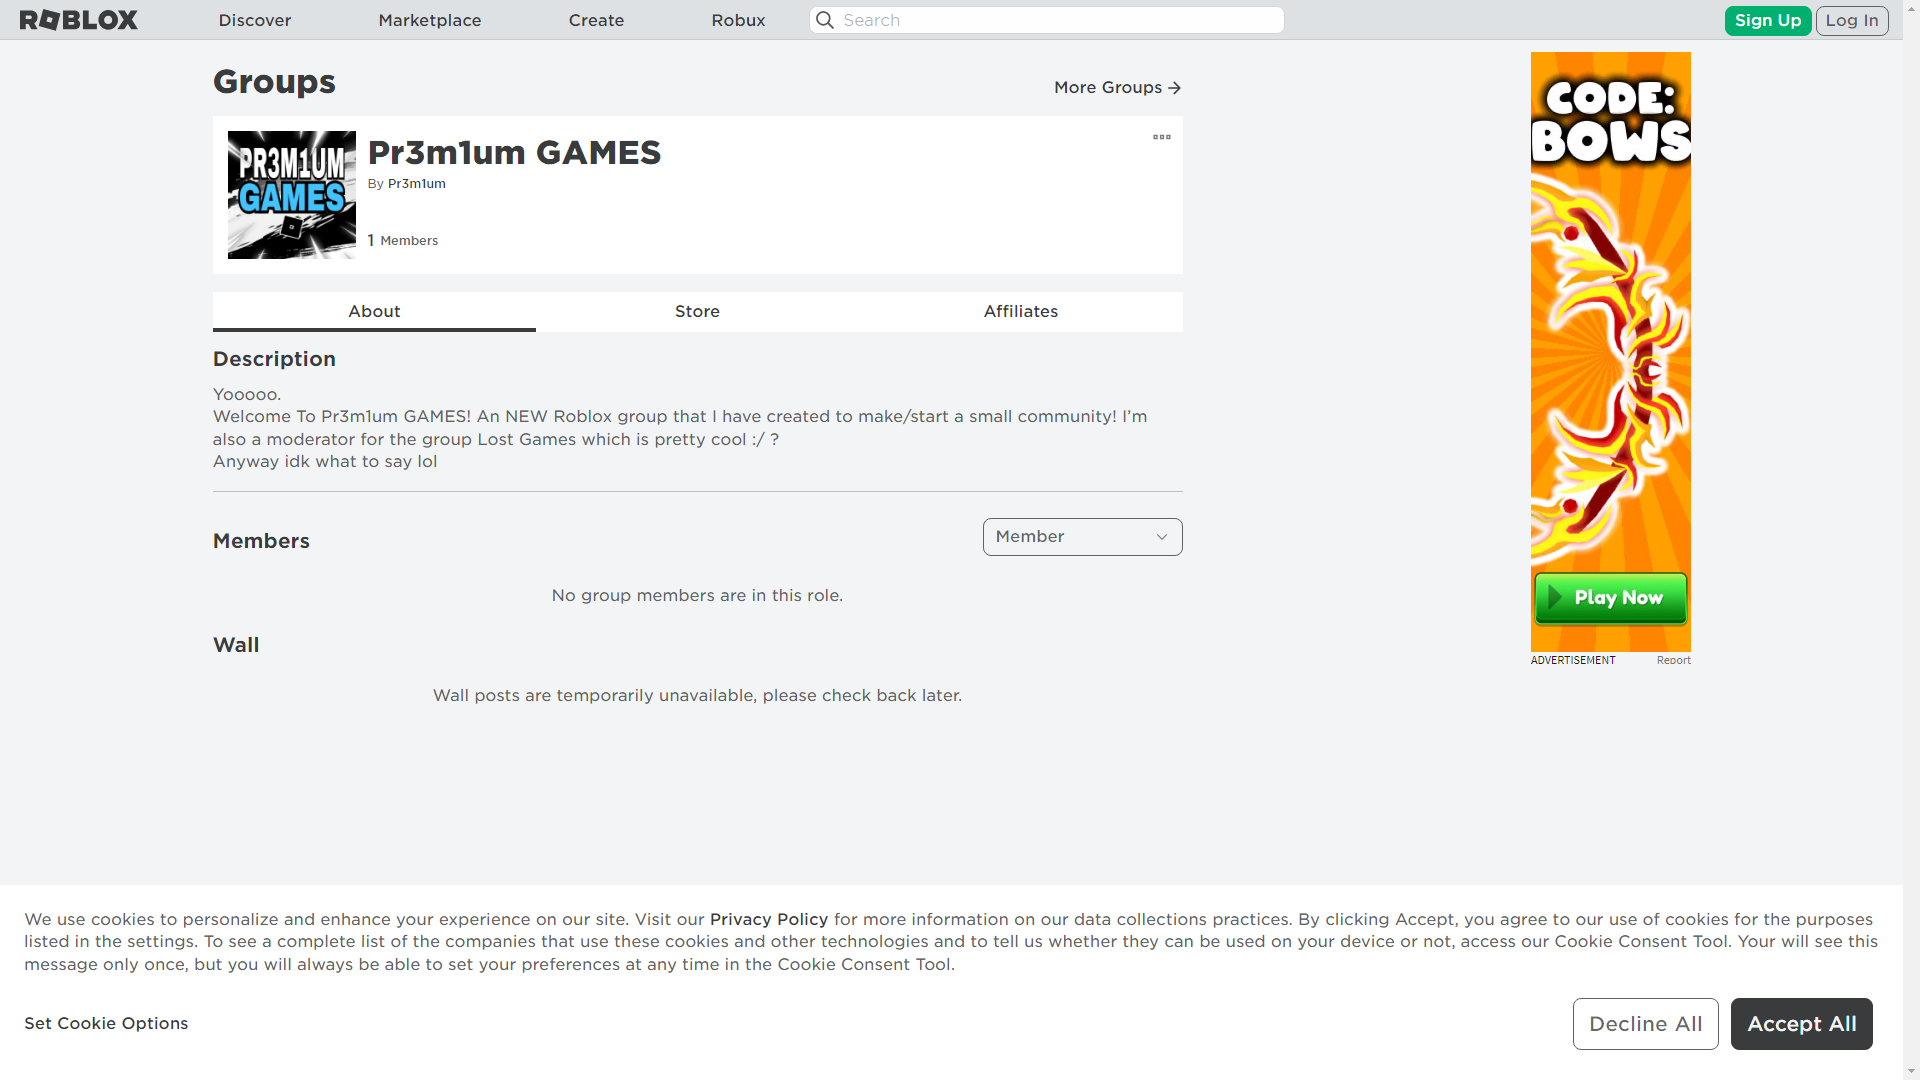 ROBLOX
Discover
Marketplace
Create
Robux
Search
Sign Up
Log In
Groups
More Groups
PR3M1UM
GAMES
Pr3m1um GAMES
By Pr3m1um
1 Members
About
Store
Affiliates
Description
Yooooo.
Welcome To Pr3m1um GAMES! An NEW Roblox group that I have created to make/start a small community! I’m
also a moderator for the group Lost Games which is pretty cool :/ ?
Anyway idk what to say lol
Members
Member
No group members are in this role.
Wall
Wall posts are temporarily unavailable, please check back later.
CODE:
BOWS
Play Now
ADVERTISEMENT
Report
We use cookies to personalize and enhance your experience on our site. Visit our Privacy Policy for more information on our data collections practices. By clicking Accept, you agree to our use of cookies for the purposes
listed in the settings. To see a complete list of the companies that use these cookies and other technologies and to tell us whether they can be used on your device or not, access our Cookie Consent Tool. Your will see this
message only once, but you will always be able to set your preferences at any time in the Cookie Consent Tool.
Set Cookie Options
Decline All
Accept All